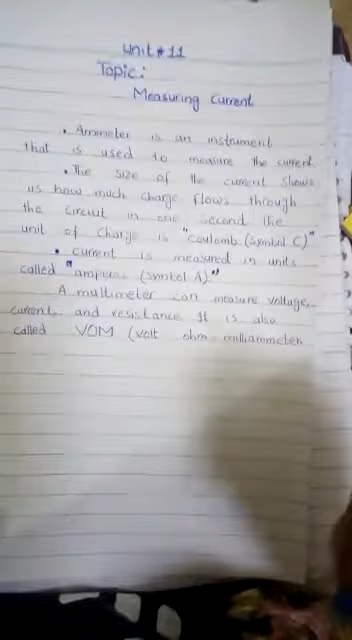 Unit # 11
Topic:
Measuring Current
• Ammeter is an instrument
that is used to measure the current.
• The size of the current shows
us how much charge flows through
the circuit in one second the
unit of charge is "coulomb (symbol C)"
• current is measured in units
called "amperes (symbol A)"
A multimeter can measure voltage,
current, and resistance It is also
called VOM (volt ohm milliammeter